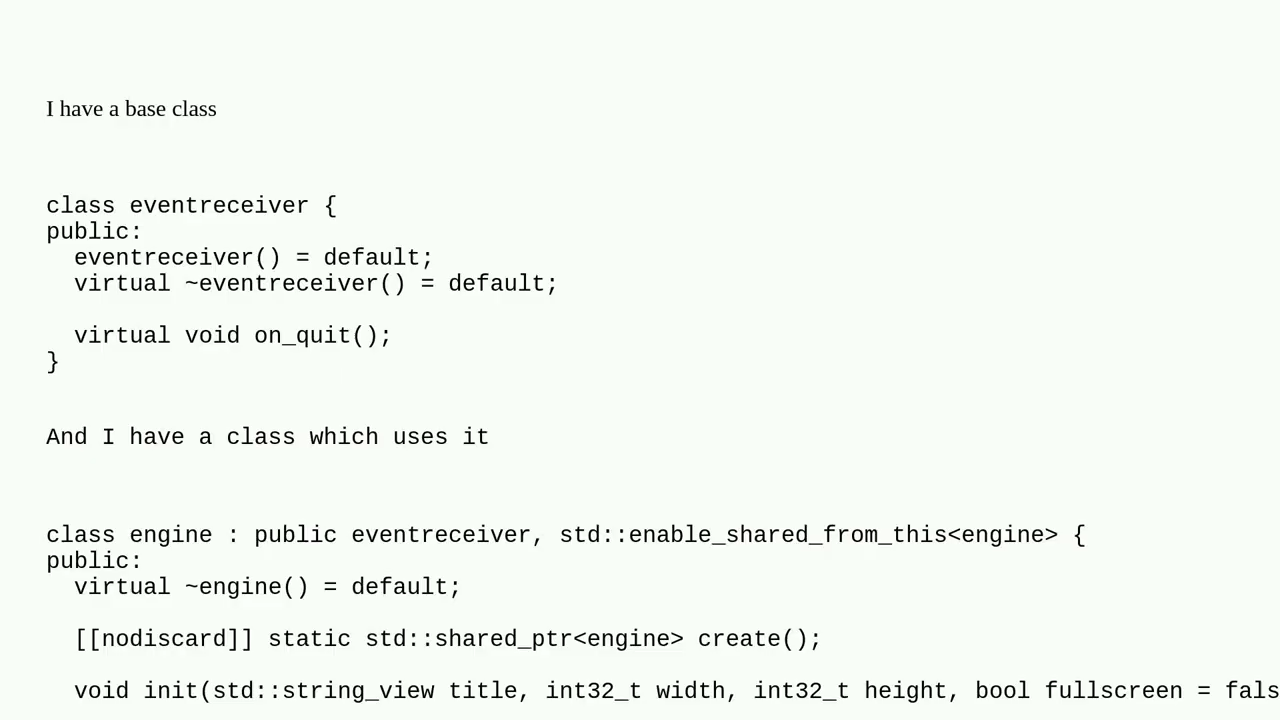 I have a base class
class eventreceiver {
public:
  eventreceiver() = default;
  virtual ~eventreceiver() = default;
  virtual void on_quit();
}
And I have a class which uses it
class engine : public eventreceiver, std::enable_shared_from_this<engine> {
public:
  virtual ~engine() = default;
  [[nodiscard]] static std::shared_ptr<engine> create();
  void init(std::string_view title, int32_t width, int32_t height, bool fullscreen = fals